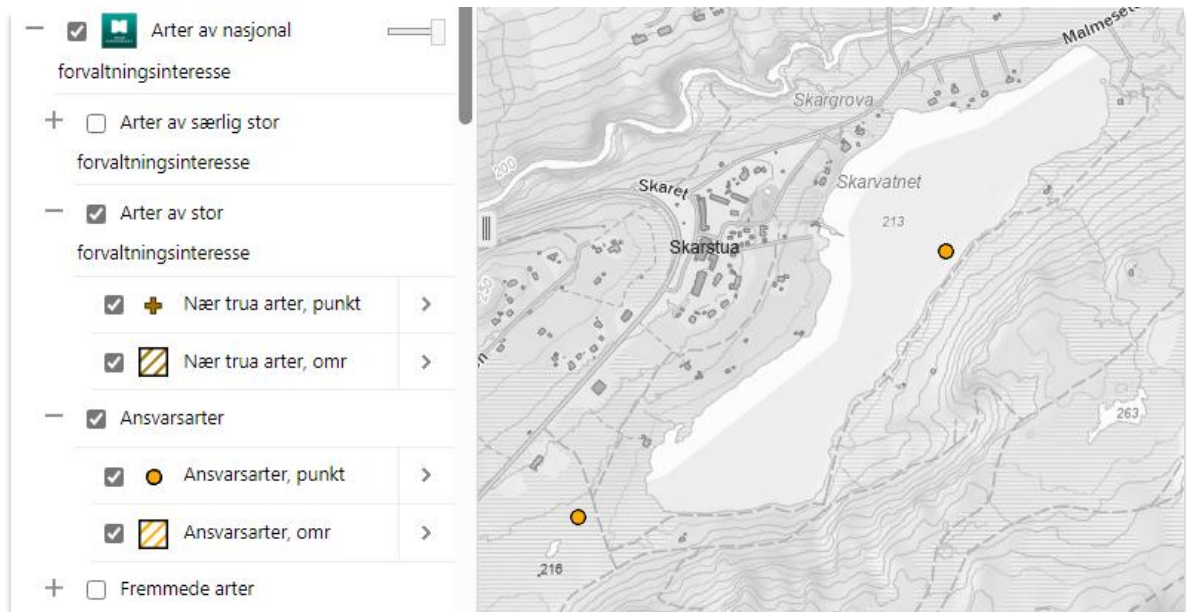 Arter av nasjonal
forvaltningsinteresse
Arter av særlig stor
forvaltningsinteresse
Arter av stor
forvaltningsinteresse
Nær trua arter, punkt
Nær trua arter, omr
Ansvarsarter
Ansvarsarter, punkt
Ansvarsarter, omr
Fremmede arter
Skargrova
200
Skaret
Skarvatnet
213
Skarstua
250
263
216